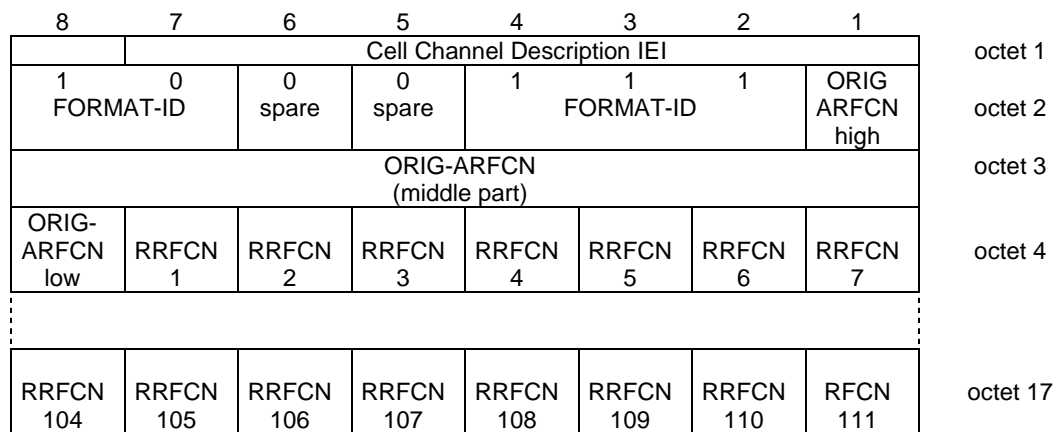 8 7 6 5 4 3 2 1
Cell Channel Description IEI octet 1
1 0 0 0 1 1 1 ORIG
FORMAT-ID spare spare FORMAT-ID ARFCN octet 2
high
ORIG-ARFCN octet 3
(middle part)
ORIG-
ARFCN RRFCN RRFCN RRFCN RRFCN RRFCN RRFCN RRFCN octet 4
low 1 2 3 4 5 6 7
RRFCN RRFCN RRFCN RRFCN RRFCN RRFCN RRFCN RFCN octet 17
104 105 106 107 108 109 110 111